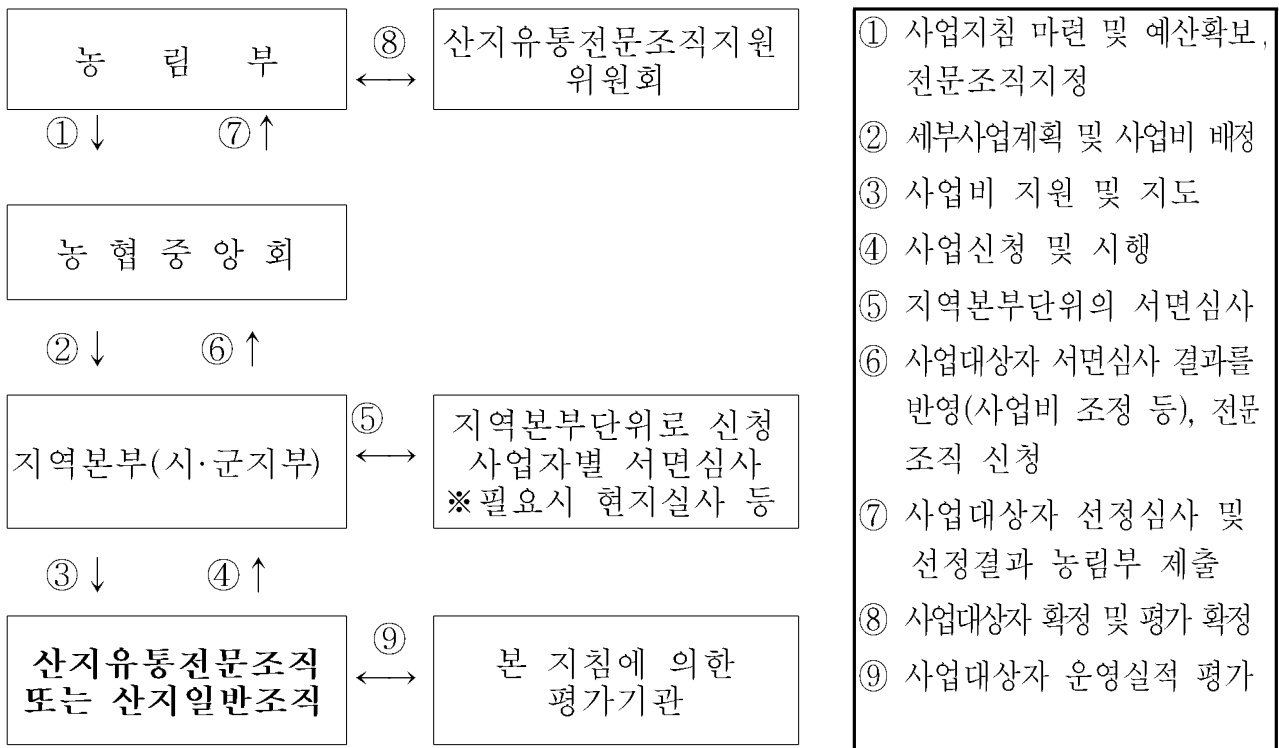 농 림 부
⑧
산지유통전문조직지원
위원회
① ↓ ⑦ ↑
농 협 중 앙 회
② ↓ ⑥ ↑
지역본부(시·군지부)
⑤
지역본부단위로 신청
사업자별 서면심사
※필요시 현지실사 등
③ ↓ ④ ↑
산지유통전문조직
또는 산지일반조직
⑨
본 지침에 의한
평가기관
① 사업지침 마련 및 예산확보,
전문조직지정
② 세부사업계획 및 사업비 배정
③ 사업비 지원 및 지도
④ 사업신청 및 시행
⑤ 지역본부단위의 서면심사
⑥ 사업대상자 서면심사 결과를
반영(사업비 조정 등), 전문
조직 신청
⑦ 사업대상자 선정심사 및
선정결과 농림부 제출
⑧ 사업대상자 확정 및 평가 확정
⑨ 사업대상자 운영실적 평가